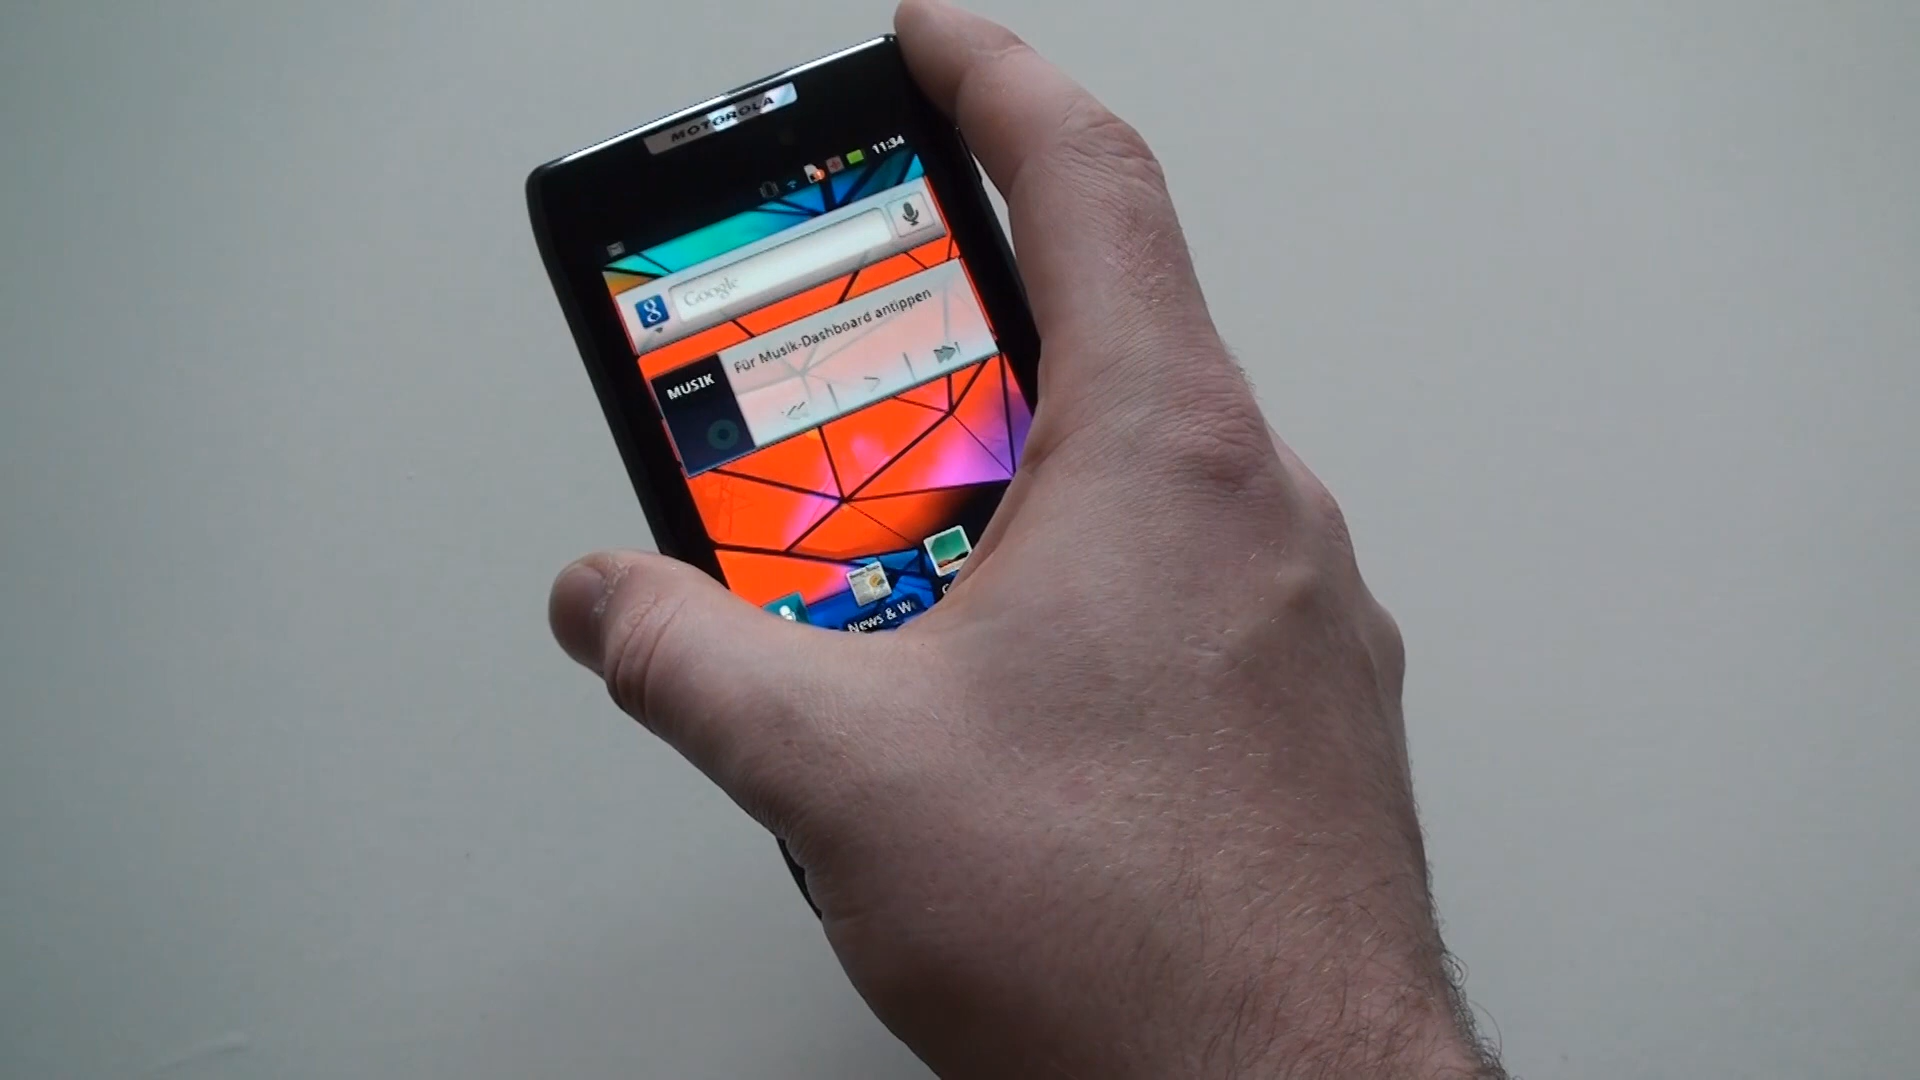 MOTOROLA
11:34
g
Google
Für Musik-Dashboard antippen
MUSIK
News & W